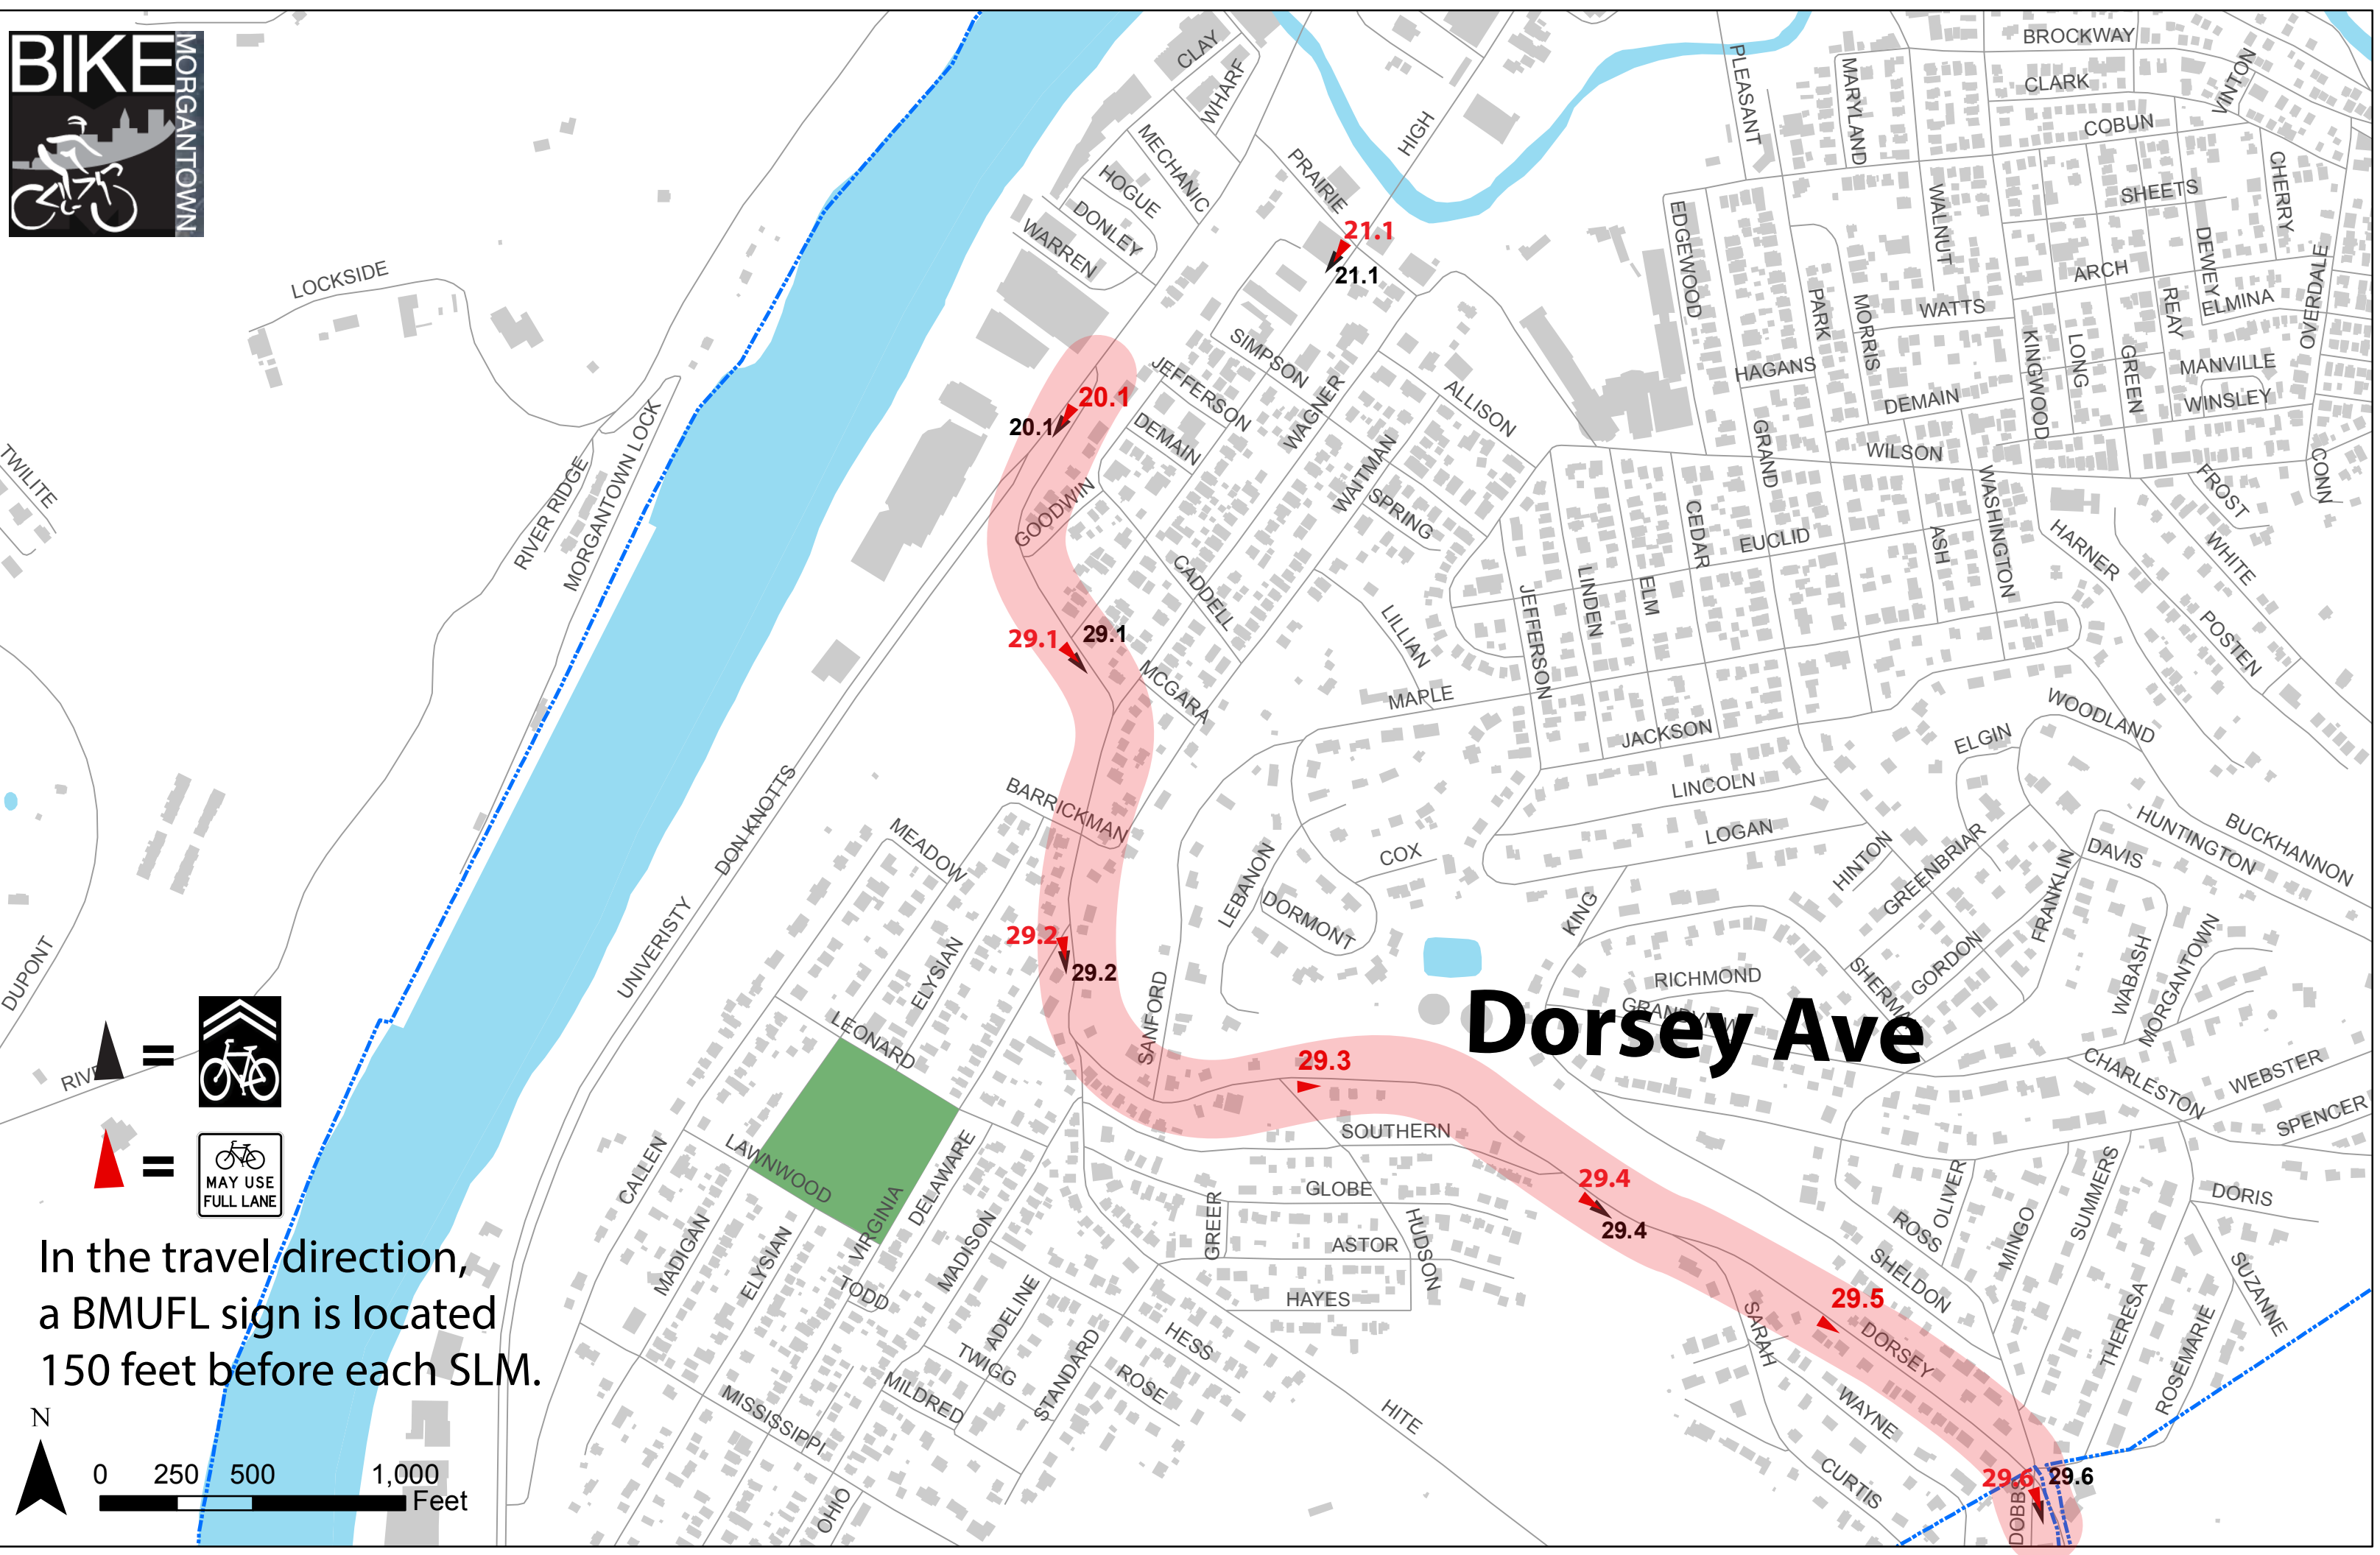 BIKE
MORGANTOWN
CLAY
WHARF
MECHANIC
HOGUE
DONLEY
WARREN
PRAIRIE
HIGH
21.1
21.1
PLEASANT
MARYLAND
BROCKWAY
CLARK
VINTON
COBUN
CHERRY
SHEETS
WALNUT
EDGEWOOD
DEWEY
ARCH
OVERDALE
ELMINA
REAY
WATTS
PARK
MORRIS
KINGWOOD
LONG
GREEN
MANVILLE
WINSLEY
HAGANS
DEMAIN
GRAND
WILSON
CONN
FROST
WASHINGTON
LOCKSIDE
TWILITE
RIVER RIDGE
MORGANTOWN LOCK
20.1
20.1
JEFFERSON
SIMPSON
WAGNER
ALLISON
DEMAIN
WAITMAN
SPRING
GOODWIN
CADDELL
CEDAR
EUCLID
ASH
HARNER
WHITE
POSTEN
JEFFERSON
LINDEN
ELM
LILLIAN
29.1
29.1
MCGARA
MAPLE
JACKSON
WOODLAND
ELGIN
LINCOLN
LOGAN
HINTON
GREENBRIAR
HUNTINGTON
BUCKHANNON
DAVIS
FRANKLIN
BARRICKMAN
MEADOW
DON KNOTTS
UNIVERISTY
LEBANON
COX
DORMONT
KING
DUPONT
29.2
29.2
ELYSIAN
SANFORD
RICHMOND
GORDON
WABASH
MORGANTOWN
Dorsey Ave
LEONARD
29.3
SOUTHERN
CHARLESTON
WEBSTER
SPENCER
=
=
MAY USE
FULL LANE
CALLEN
LAWNWOOD
DELAWARE
VIRGINIA
GLOBE
GREER
ASTOR
HUDSON
HAYES
29.4
29.4
OLIVER
ROSS
MINGO
SUMMERS
DORIS
SUZANNE
SHELDON
THERESA
ROSEMARIE
MADIGAN
ELYSIAN
TODD
MADISON
ADELINE
TWIGG
STANDARD
HESS
ROSE
MILDRED
MISSISSIPPI
OHIO
HITE
SARAH
29.5
DORSEY
WAYNE
CURTIS
29.6
29.6
DOBBS
In the travel direction,
a BMUFL sign is located
150 feet before each SLM.
N
0 250 500 1,000
Feet